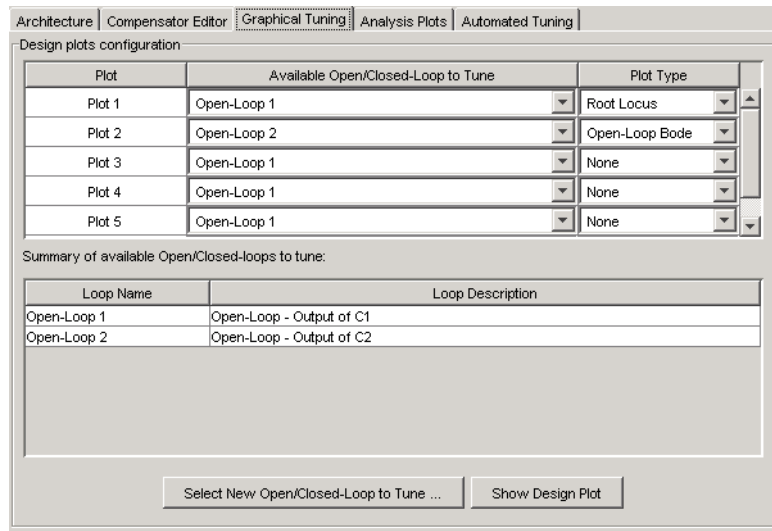 Architecture Compensator Editor Graphical Tuning Analysis Plots Automated Tuning
Design plots configuration
Plot Available Open/Closed-Loop to Tune Plot Type
Plot 1 Open-Loop 1 Root Locus
Plot 2 Open-Loop 2 Open-Loop Bode
Plot 3 Open-Loop 1 None
Plot 4 Open-Loop 1 None
Plot 5 Open-Loop 1 None
Summary of available Open/Closed-loops to tune:
Loop Name Loop Description
Open-Loop 1 Open-Loop - Output of C1
Open-Loop 2 Open-Loop - Output of C2
Select New Open/Closed-Loop to Tune ... Show Design Plot